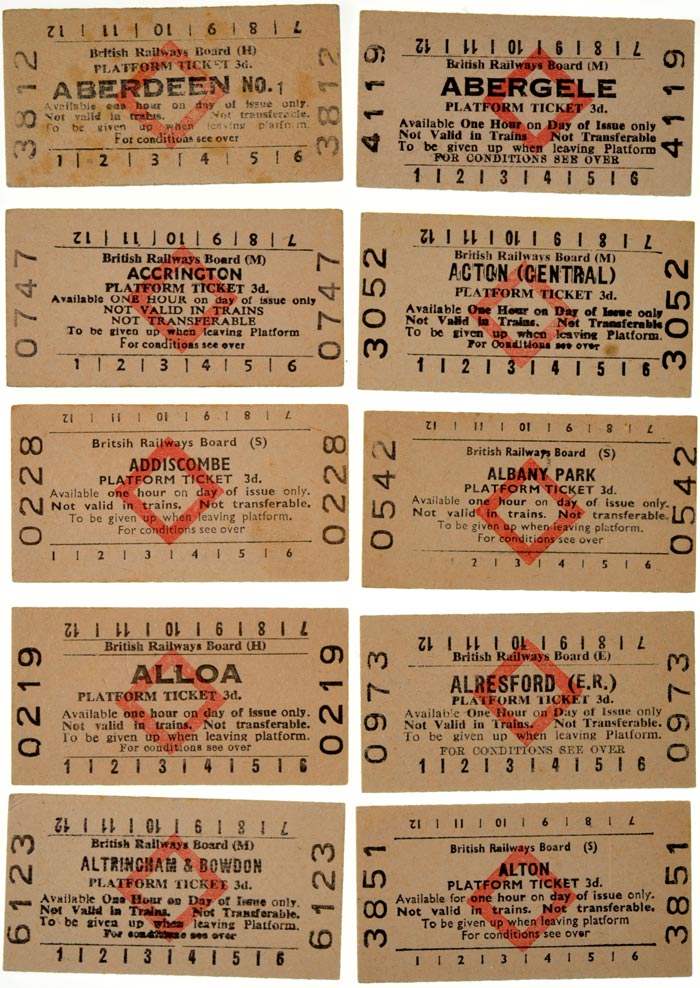 7 | 8 | 9 | 10 | 11 | 12
3812
British Railways Board (H)
PLATFORM TICKET 3d.
ABERDEEN NO. 1
Available one hour on day of issue only.
Not valid in trains. Not transferable.
To be given up when leaving platform.
For conditions see over
3812
1 | 2 | 3 | 4 | 5 | 6
7 | 8 | 9 | 10 | 11 | 12
4119
British Railways Board (M)
ABERGELE
PLATFORM TICKET 3d.
Available One Hour on Day of Issue only
Not Valid in Trains Not Transferable
To be given up when leaving Platform
FOR CONDITIONS SEE OVER
4119
1 | 2 | 3 | 4 | 5 | 6
7 | 8 | 9 | 10 | 11 | 12
0747
British Railways Board (M)
ACCRINGTON
PLATFORM TICKET 3d.
Available ONE HOUR on day of issue only
NOT VALID IN TRAINS
NOT TRANSFERABLE
To be given up when leaving Platform
For conditions see over
0747
1 | 2 | 3 | 4 | 5 | 6
7 | 8 | 9 | 10 | 11 | 12
3052
British Railways Board (M)
ACTON (CENTRAL)
PLATFORM TICKET 3d.
Available One Hour on Day of Issue only
Not Valid in Trains. Not Transferable
To be given up when leaving Platform.
For Conditions see over
3052
1 | 2 | 3 | 4 | 5 | 6
7 | 8 | 9 | 10 | 11 | 12
0228
Britsih Railways Board (S)
ADDISCOMBE
PLATFORM TICKET 3d.
Available one hour on day of issue only.
Not valid in trains. Not transferable.
To be given up when leaving platform.
For conditions see over
0228
1 | 2 | 3 | 4 | 5 | 6
7 | 8 | 9 | 10 | 11 | 12
0542
British Railways Board (S)
ALBANY PARK
PLATFORM TICKET 3d.
Available one hour on day of issue only.
Not valid in trains. Not transferable.
To be given up when leaving platform.
For conditions see over
0542
1 | 2 | 3 | 4 | 5 | 6
7 | 8 | 9 | 10 | 11 | 12
0219
British Railways Board (H)
ALLOA
PLATFORM TICKET 3d.
Available one hour on day of issue only.
Not valid in trains. Not transferable.
To be given up when leaving platform.
For conditions see over
0219
1 | 2 | 3 | 4 | 5 | 6
7 | 8 | 9 | 10 | 11 | 12
0973
British Railways Board (E)
ALRESFORD (E.R.)
PLATFORM TICKET 3d.
Available One Hour on Day of Issue only
Not Valid in Trains. Not Transferable.
To be given up when leaving Platform.
FOR CONDITIONS SEE OVER
0973
1 | 2 | 3 | 4 | 5 | 6
7 | 8 | 9 | 10 | 11 | 12
6123
British Railways Board (M)
ALTRINCHAM & BOWDON
PLATFORM TICKET 3d.
Available One Hour on Day of Issue only.
Not Valid in Trains. Not Transferable.
To be given up when leaving Platform.
For conditions see over
6123
1 | 2 | 3 | 4 | 5 | 6
7 | 8 | 9 | 10 | 11 | 12
3851
British Railways Board (S)
ALTON
PLATFORM TICKET 3d.
Available for one hour on day of issue only.
Not valid in trains. Not transferable.
To be given up when leaving platform
For conditions see over
3851
1 | 2 | 3 | 4 | 5 | 6